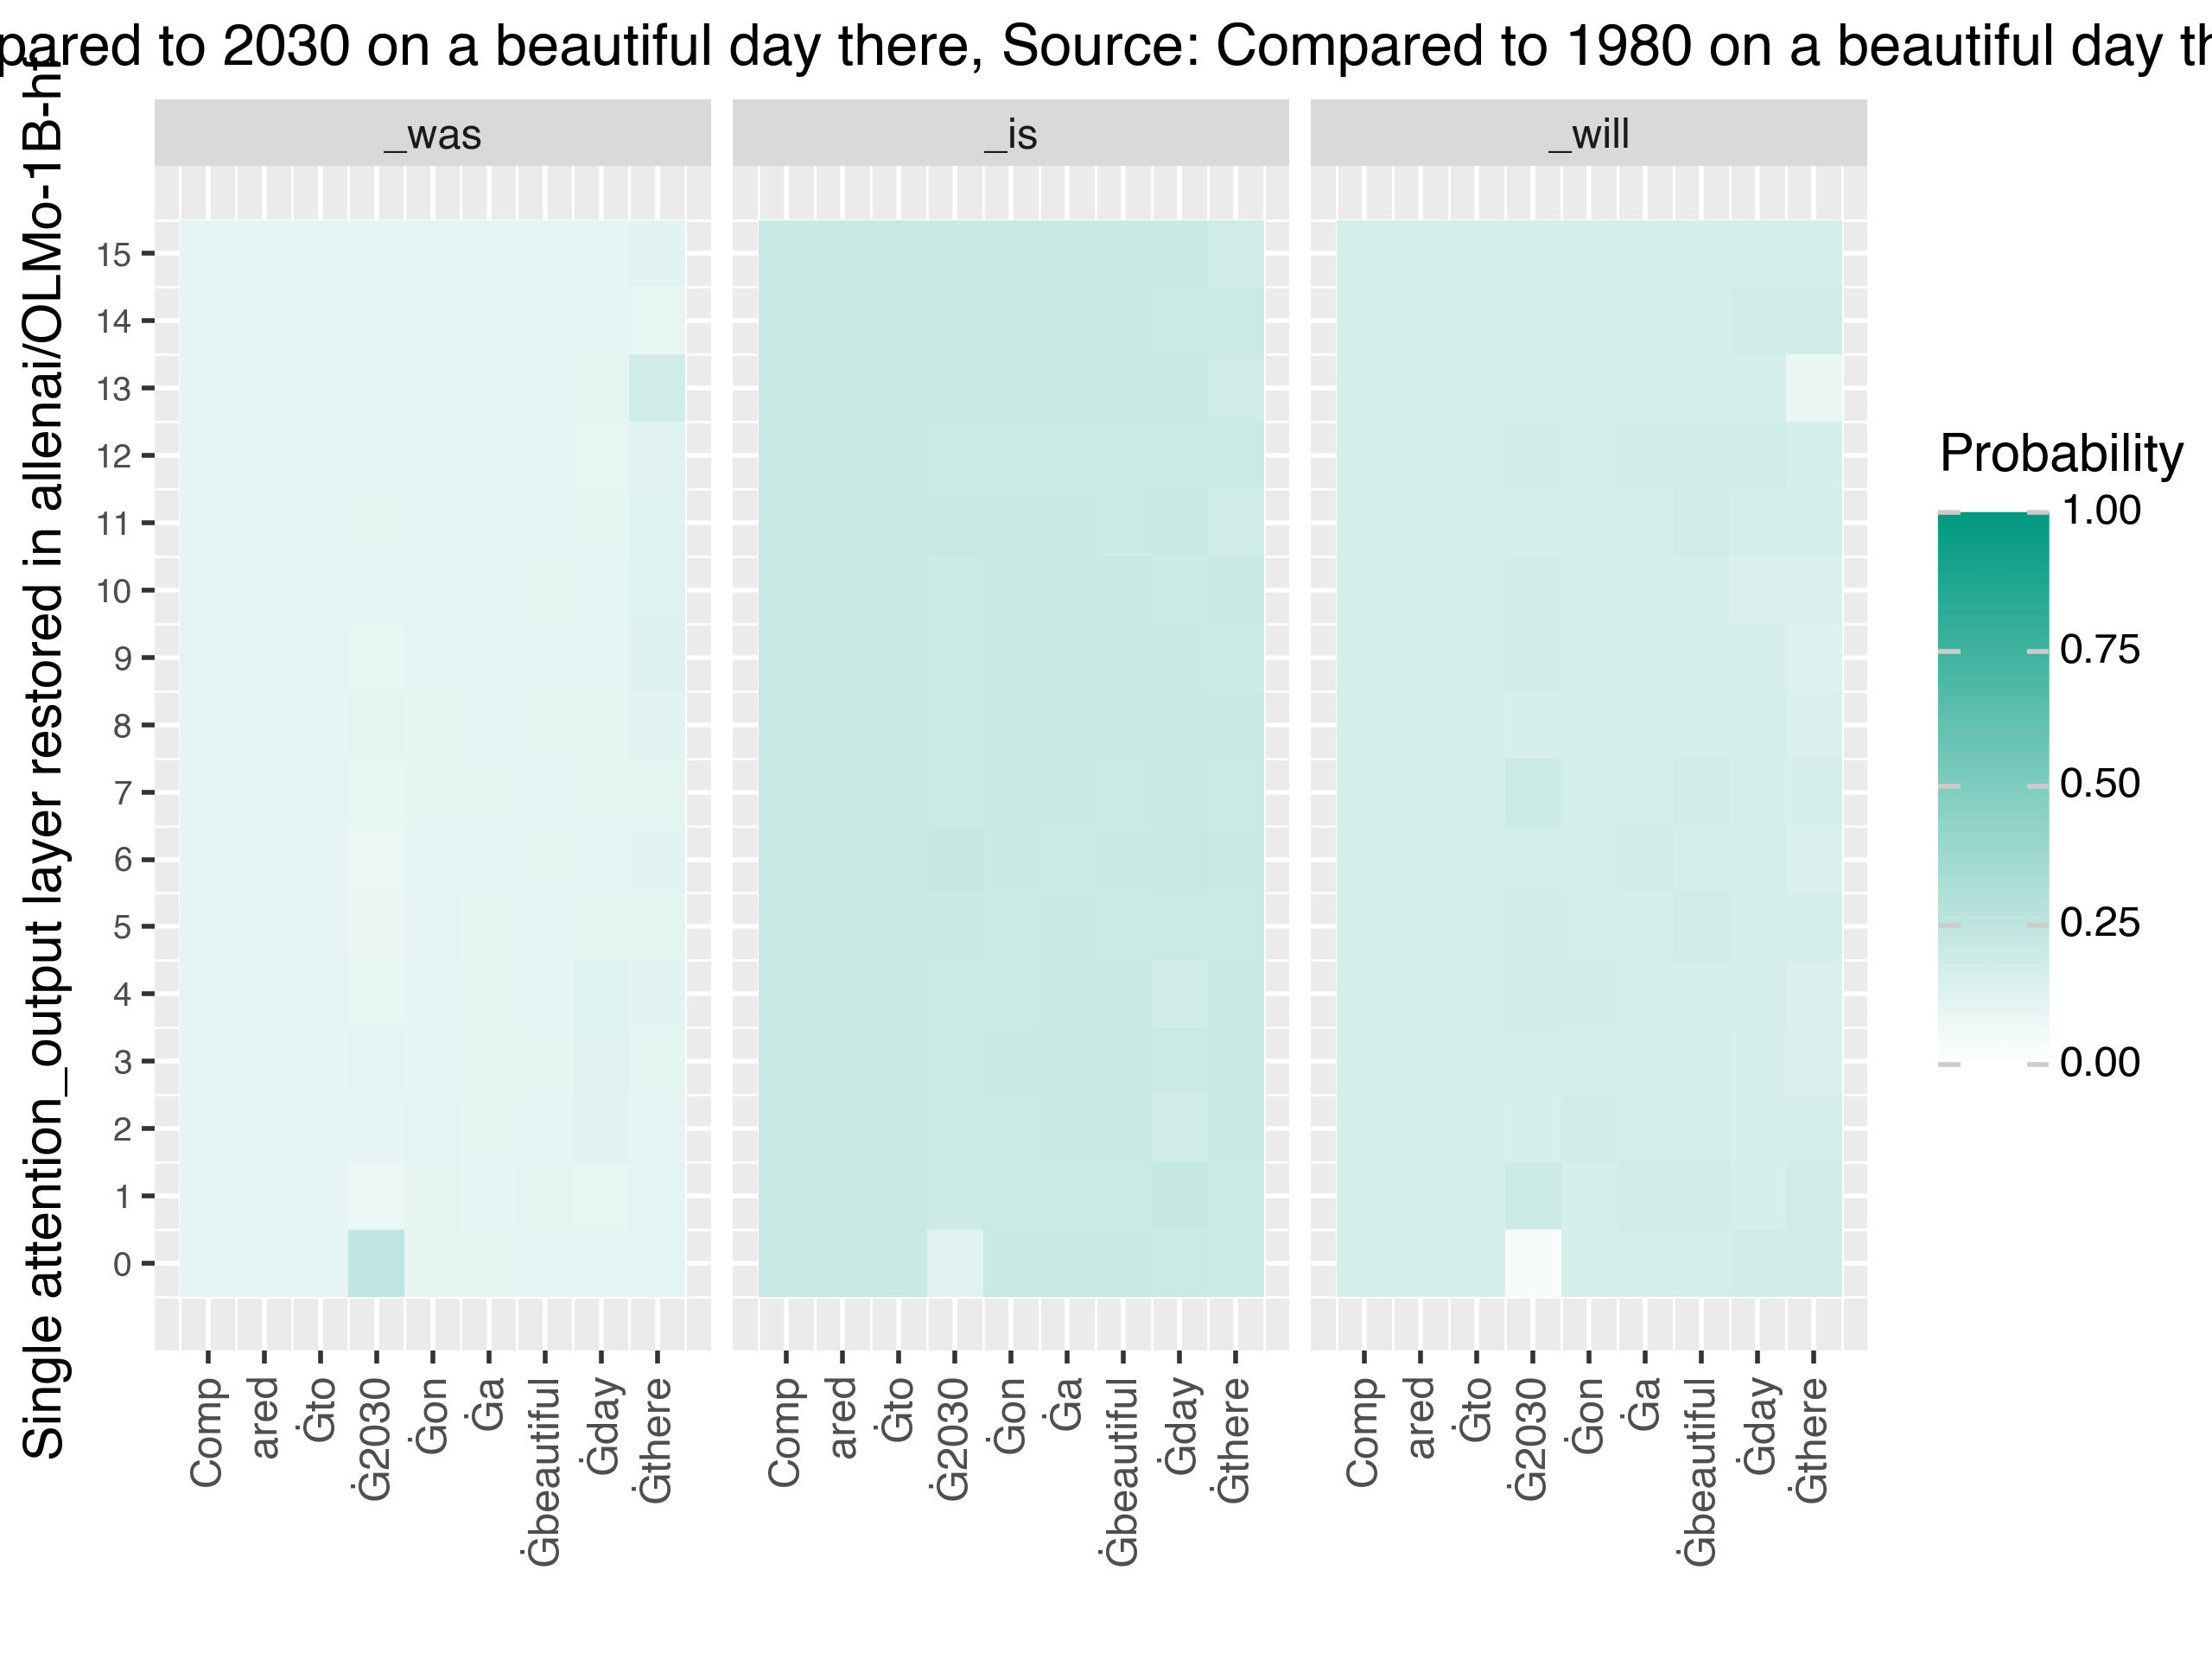 pared to 2030 on a beautiful day there, Source: Compared to 1980 on a beautiful day th
Single attention_output layer restored in allenai/OLMo-1B-hf
_was
_is
_will
15
14
13
12
11
10
9
8
7
6
5
4
3
2
1
0
Comp
ared
Ġto
Ġ2030
Ġon
Ġa
Ġbeautiful
Ġday
Ġthere
Comp
ared
Ġto
Ġ2030
Ġon
Ġa
Ġbeautiful
Ġday
Ġthere
Comp
ared
Ġto
Ġ2030
Ġon
Ġa
Ġbeautiful
Ġday
Ġthere
Probability
1.00
0.75
0.50
0.25
0.00